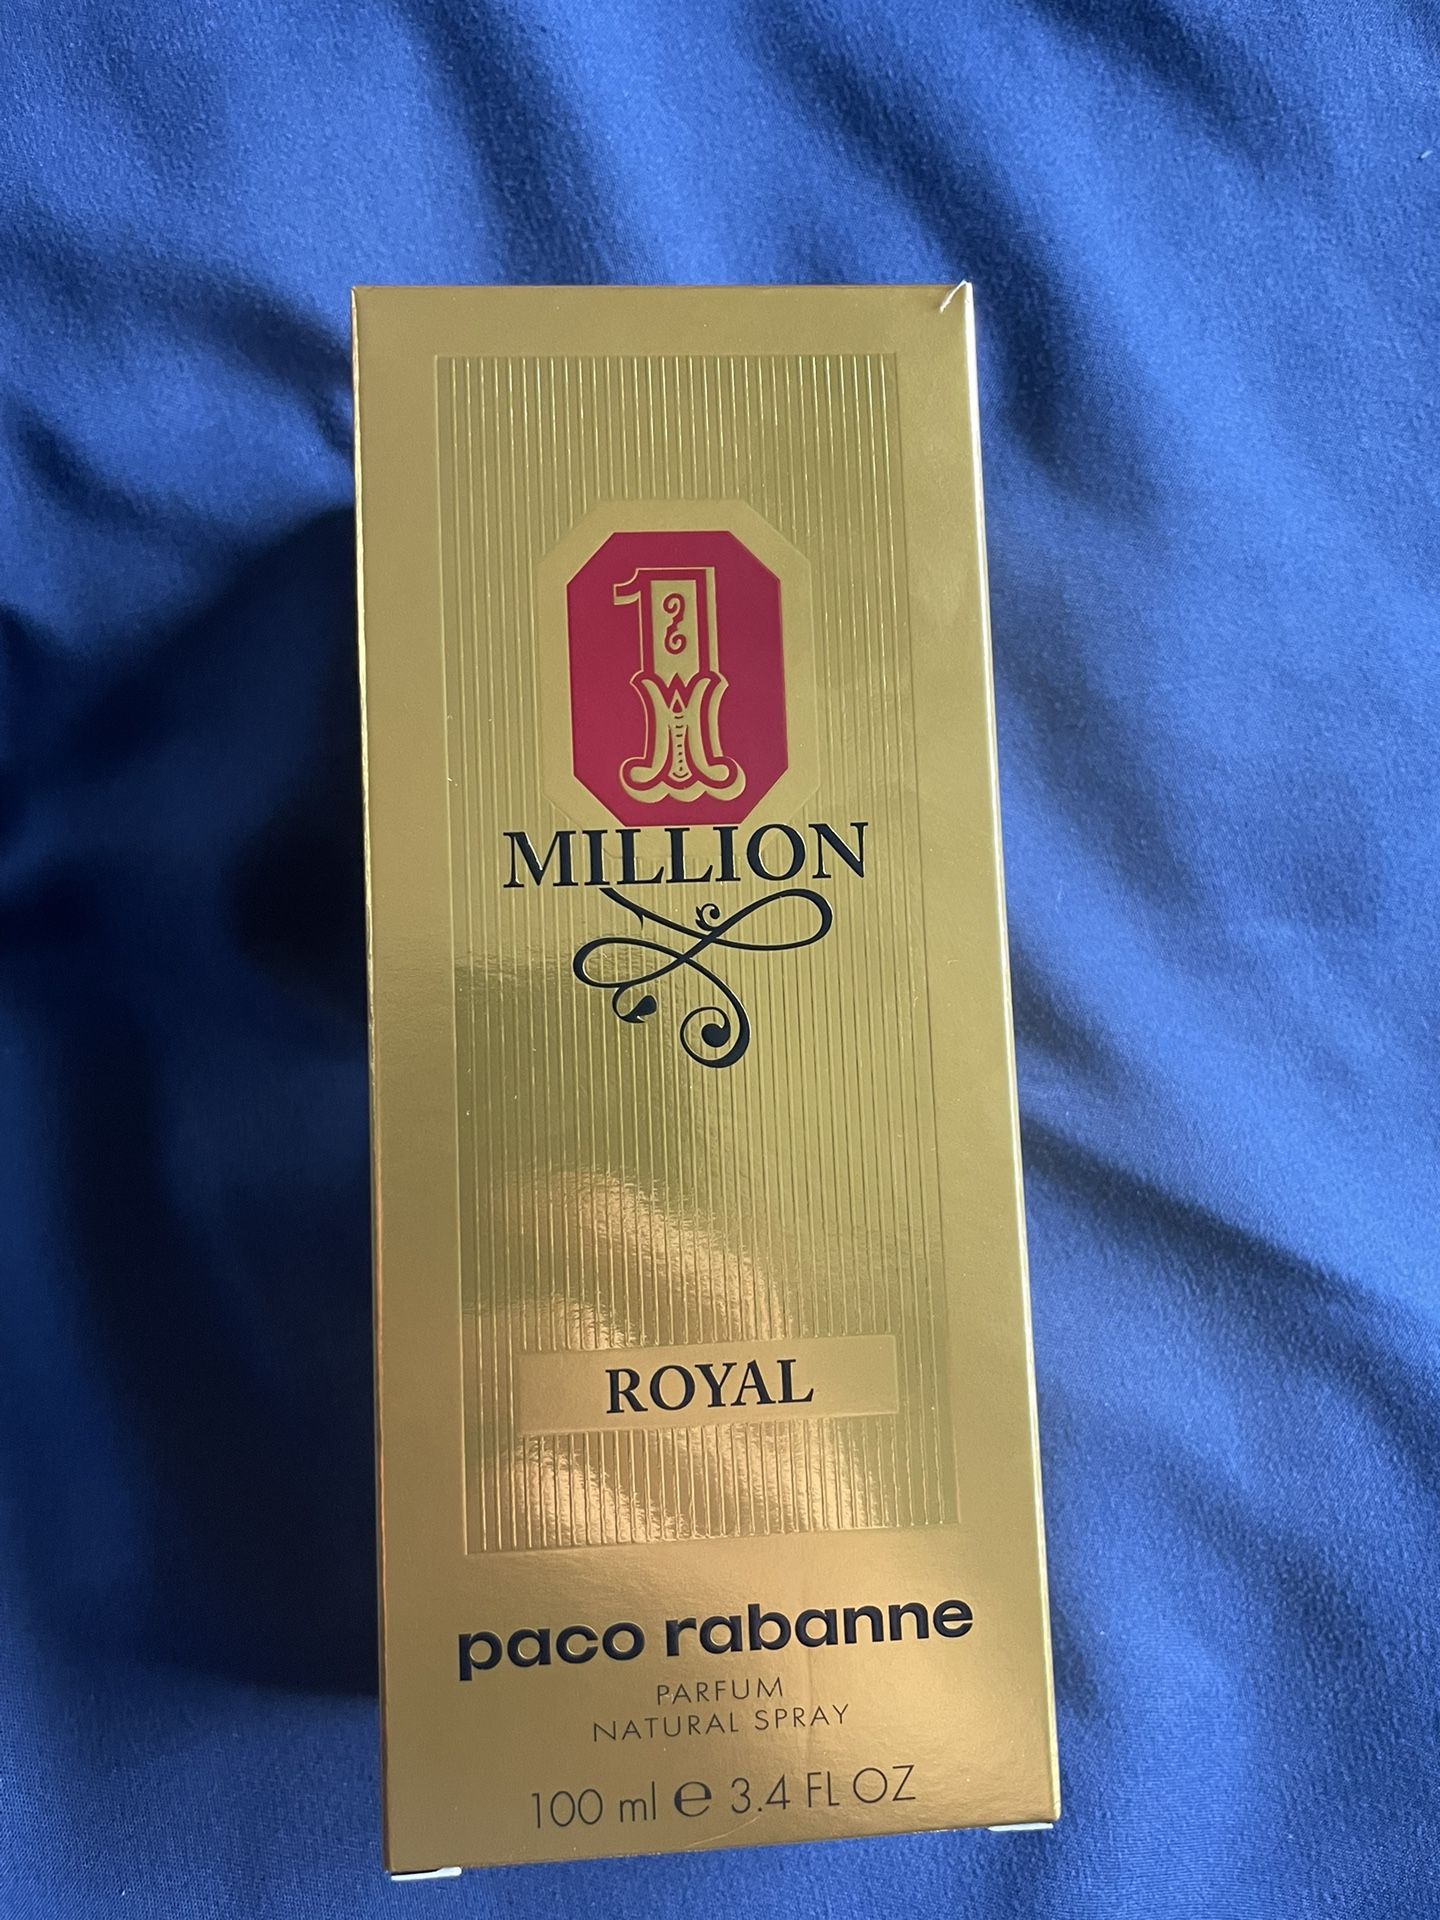 1
MILLION
ROYAL
paco rabanne
PARFUM
NATURAL SPRAY
100 ml ℮ 3.4 FL OZ